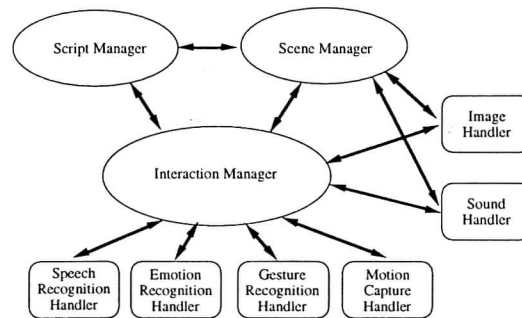 Script Manager
Scene Manager
Image
Handler
Interaction Manager
Sound
Handler
Speech
Recognition
Handler
Emotion
Recognition
Handler
Gesture
Recognition
Handler
Motion
Capture
Handler